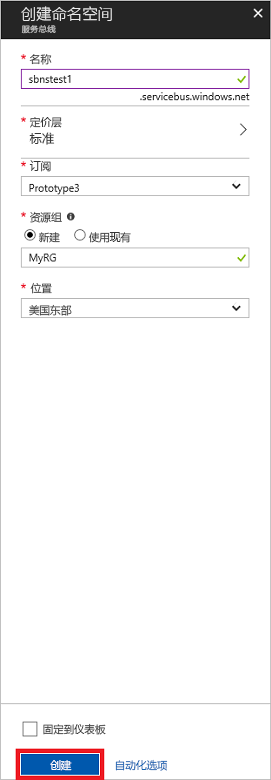 创建命名空间
服务总线
* 名称
sbnstest1
.servicebus.windows.net
* 定价层
标准
* 订阅
Prototype3
* 资源组
新建 使用现有
MyRG
* 位置
美国东部
固定到仪表板
创建 自动化选项